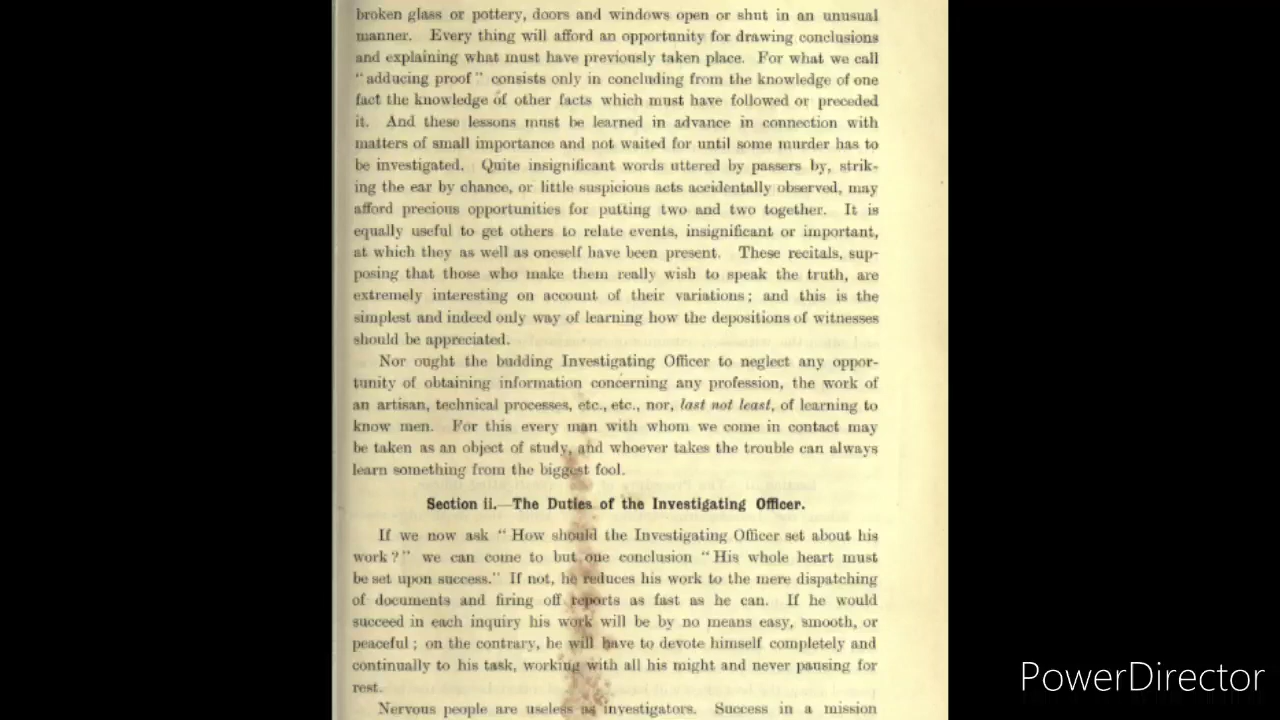 broken glass or pottery, doors and windows open or shut in an unusual
manner. Every thing will afford an opportunity for drawing conclusions
and explaining what must have previously taken place. For what we call
"adducing proof" consists only in concluding from the knowledge of one
fact the knowledge of other facts which must have followed or preceded
it. And these lessons must be learned in advance in connection with
matters of small importance and not waited for until some murder has to
be investigated. Quite insignificant words uttered by passers by, strik-
ing the ear by chance, or little suspicious acts accidentally observed, may
afford precious opportunities for putting two and two together. It is
equally useful to get others to relate events, insignificant or important,
at which they as well as oneself have been present. These recitals, sup-
posing that those who make them really wish to speak the truth, are
extremely interesting on account of their variations; and this is the
simplest and indeed only way of learning how the depositions of witnesses
should be appreciated.
Nor ought the budding Investigating Officer to neglect any oppor-
tunity of obtaining information concerning any profession, the work of
an artisan, technical processes, etc., etc., nor, last not least, of learning to
know men. For this every man with whom we come in contact may
be taken as an object of study, and whoever takes the trouble can always
learn something from the biggest fool.
Section ii.—The Duties of the Investigating Officer.
If we now ask "How should the Investigating Officer set about his
work?" we can come to but one conclusion "His whole heart must
be set upon success." If not, he reduces his work to the mere dispatching
of documents and firing off reports as fast as he can. If he would
succeed in each inquiry his work will be by no means easy, smooth, or
peaceful; on the contrary, he will have to devote himself completely and
continually to his task, working with all his might and never pausing for
rest.
Nervous people are useless as investigators. Success in a mission
PowerDirector